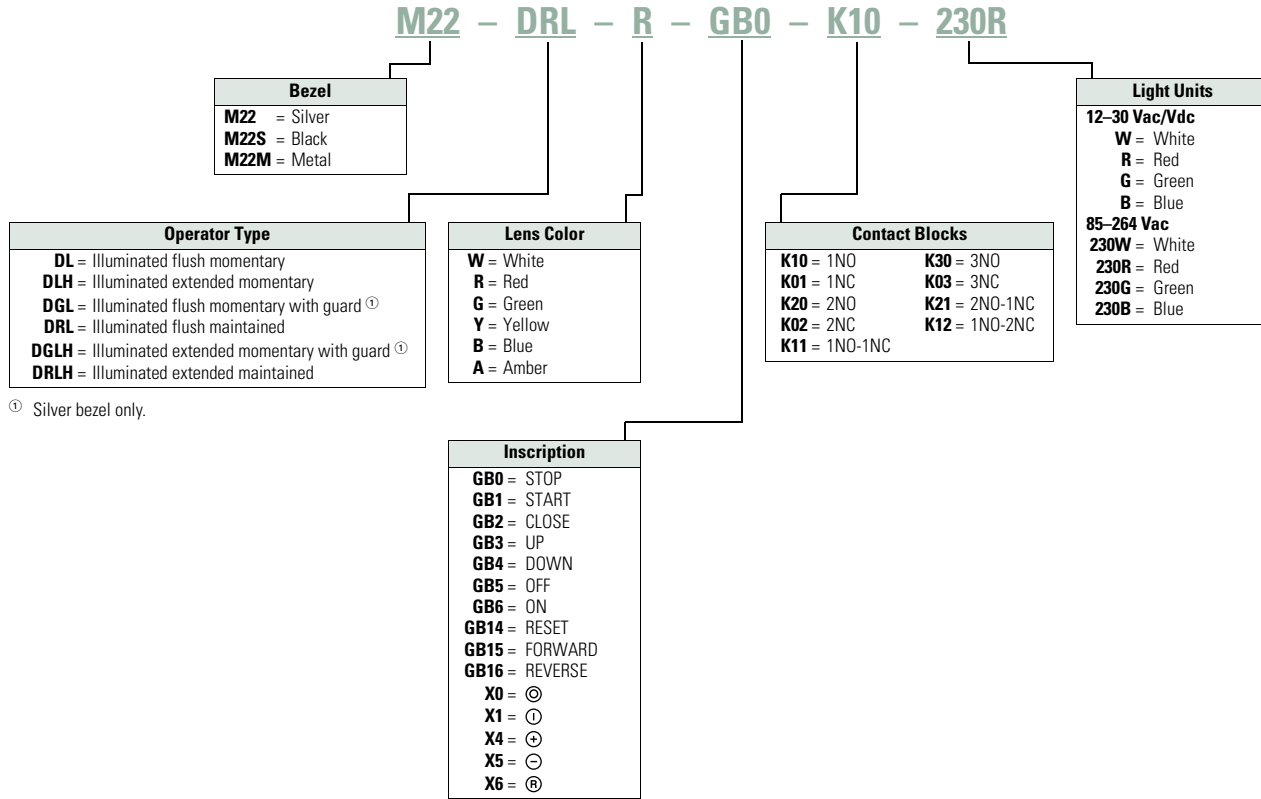 M22 – DRL – R – GB0 – K10 – 230R
Bezel
M22 = Silver
M22S = Black
M22M = Metal
Light Units
12–30 Vac/Vdc
W = White
R = Red
G = Green
B = Blue
85–264 Vac
230W = White
230R = Red
230G = Green
230B = Blue
Operator Type
DL = Illuminated flush momentary
DLH = Illuminated extended momentary
DGL = Illuminated flush momentary with guard ①
DRL = Illuminated flush maintained
DGLH = Illuminated extended momentary with guard ①
DRLH = Illuminated extended maintained
① Silver bezel only.
Lens Color
W = White
R = Red
G = Green
Y = Yellow
B = Blue
A = Amber
Contact Blocks
K10 = 1NO K30 = 3NO
K01 = 1NC K03 = 3NC
K20 = 2NO K21 = 2NO-1NC
K02 = 2NC K12 = 1NO-2NC
K11 = 1NO-1NC
Inscription
GB0 = STOP
GB1 = START
GB2 = CLOSE
GB3 = UP
GB4 = DOWN
GB5 = OFF
GB6 = ON
GB14 = RESET
GB15 = FORWARD
GB16 = REVERSE
X0 = ◎
X1 = ⏼
X4 = ⊕
X5 = ⊖
X6 = Ⓡ